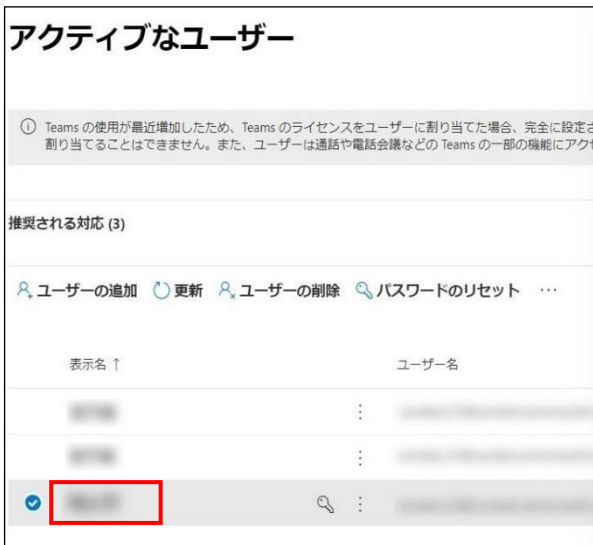 アクティブなユーザー
Teams の使用が最近増加したため、Teams のライセンスをユーザーに割り当てた場合、完全に設定さ
割り当てることはできません。また、ユーザーは通話や電話会議などの Teams の一部の機能にアクセ
推奨される対応 (3)
ユーザーの追加 更新 ユーザーの削除 パスワードのリセット …
表示名 ↑ ユーザー名